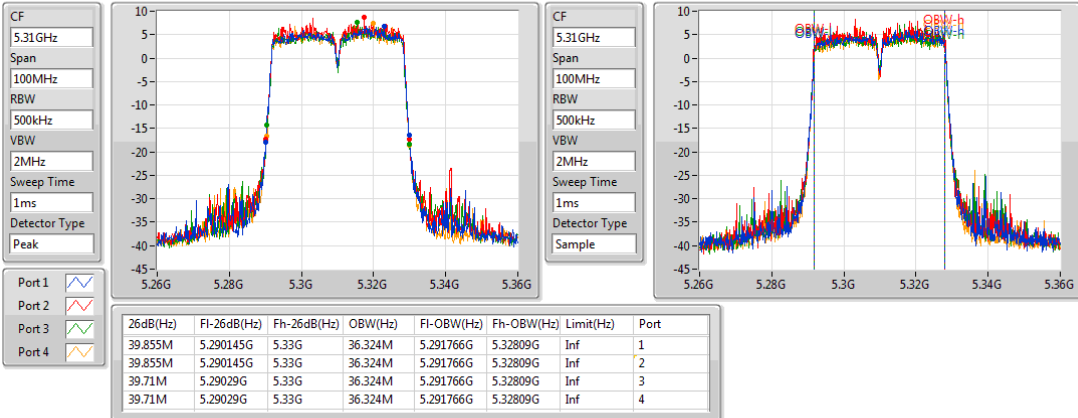 CF
5.31GHz
Span
100MHz
RBW
500kHz
VBW
2MHz
Sweep Time
1ms
Detector Type
Peak
Port 1
Port 2
Port 3
Port 4
10
5
0
-5
-10
-15
-20
-25
-30
-35
-40
-45
5.26G 5.28G 5.3G 5.32G 5.34G 5.36G
CF
5.31GHz
Span
100MHz
RBW
500kHz
VBW
2MHz
Sweep Time
1ms
Detector Type
Sample
10
5
0
-5
-10
-15
-20
-25
-30
-35
-40
-45
OBW-h
OBW-h
5.26G 5.28G 5.3G 5.32G 5.34G 5.36G
26dB(Hz) Fl-26dB(Hz) Fh-26dB(Hz) OBW(Hz) Fl-OBW(Hz) Fh-OBW(Hz) Limit(Hz) Port
39.855M 5.290145G 5.33G 36.324M 5.291766G 5.32809G Inf 1
39.855M 5.290145G 5.33G 36.324M 5.291766G 5.32809G Inf 2
39.71M 5.29029G 5.33G 36.324M 5.291766G 5.32809G Inf 3
39.71M 5.29029G 5.33G 36.324M 5.291766G 5.32809G Inf 4